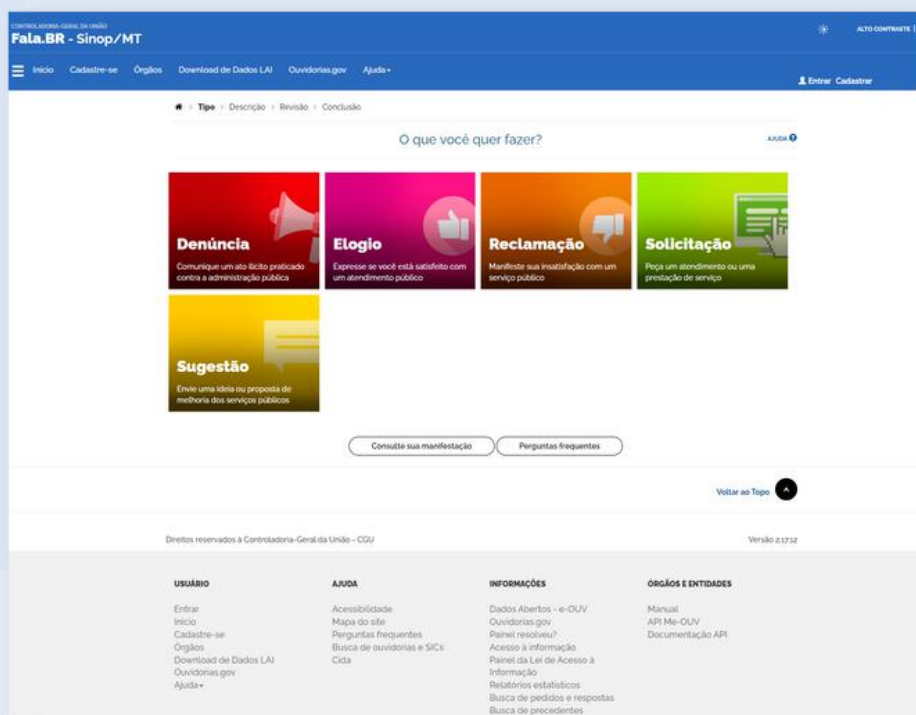 CONTROLADORIA-GERAL DA UNIÃO
Fala.BR - Sinop/MT
ALTO CONTRASTE
Início Cadastre-se Órgãos Download de Dados LAI Ouvidorias.gov Ajuda
Entrar Cadastrar
Tipo Descrição Revisão Conclusão
O que você quer fazer?
AJUDA
Denúncia
Comunique um ato ilícito praticado
contra a administração pública
Elogio
Expresse se você está satisfeito com
um atendimento público
Reclamação
Manifeste sua insatisfação com um
serviço público
Solicitação
Peça um atendimento ou uma
prestação de serviço
Sugestão
Envie uma ideia ou proposta de
melhoria dos serviços públicos
Consulte sua manifestação
Perguntas frequentes
Voltar ao Topo
Direitos reservados à Controladoria-Geral da União - CGU
Versão 2.17.12
USUÁRIO
Entrar
Início
Cadastre-se
Órgãos
Download de Dados LAI
Ouvidorias.gov
Ajuda
AJUDA
Acessibilidade
Mapa do site
Perguntas frequentes
Busca de ouvidorias e SICs
Cida
INFORMAÇÕES
Dados Abertos - e-OUV
Ouvidorias.gov
Painel resolveu?
Acesso à informação
Painel da Lei de Acesso à
Informação
Relatórios estatísticos
Busca de pedidos e respostas
Busca de precedentes
ÓRGÃOS E ENTIDADES
Manual
API Me-OUV
Documentação API